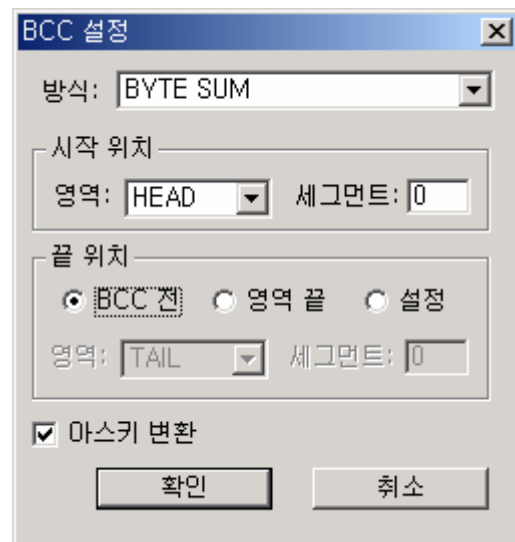 BCC 설정
방식: BYTE SUM
시작 위치
영역: HEAD 세그먼트: 0
끝 위치
BCC 전 영역 끝 설정
영역: TAIL 세그먼트: 0
아스키 변환
확인 취소